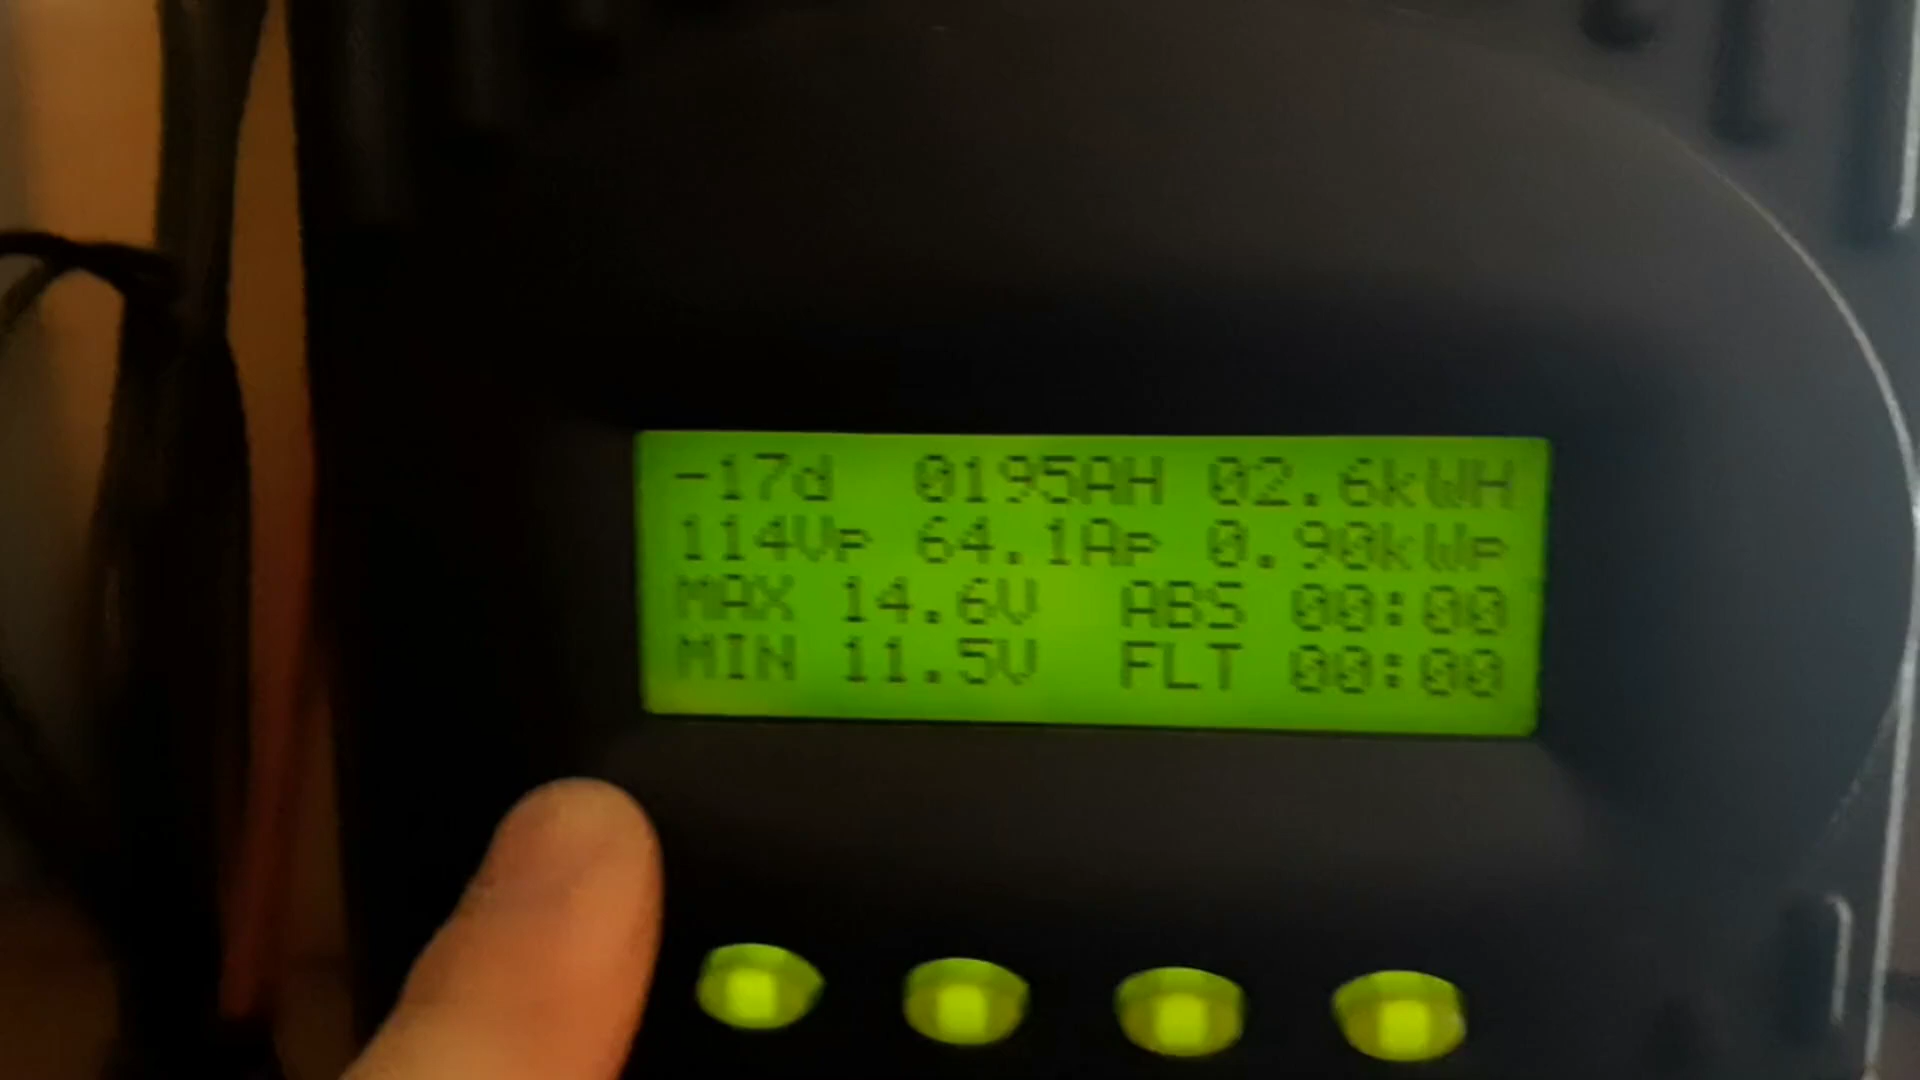 -17d 0195AH 02.6kWH
114Vp 64.1Ap 0.90kWp
MAX 14.6V ABS 00:00
MIN 11.5V FLT 00:00